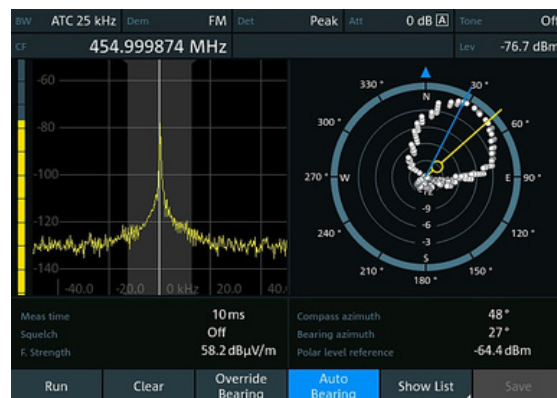 BW ATC 25 kHz Dem FM Det Peak Att 0 dB A Tone Off
CF 454.999874 MHz Lev -76.7 dBm
-60
-80
-100
-120
-140
-40.0 -20.0 0 kHz 20.0 40.
330°
N
30°
300°
60°
270°
W
E
90°
-9
-6
-3
240°
120°
S
210°
150°
180°
Meas time 10 ms
Squelch Off
F. Strength 58.2 dBµV/m
Compass azimuth 48°
Bearing azimuth 27°
Polar level reference -64.4 dBm
Run
Clear
Override Bearing
Auto Bearing
Show List
Save